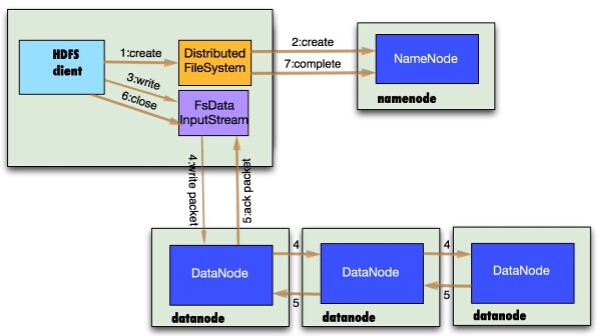 HDFS
client
1:create
Distributed
FileSystem
2:create
7:complete
NameNode
namenode
3:write
6:close
FsData
InputStream
4:write packet
5:ack packet
DataNode
4
5
DataNode
4
5
DataNode
datanode
datanode
datanode